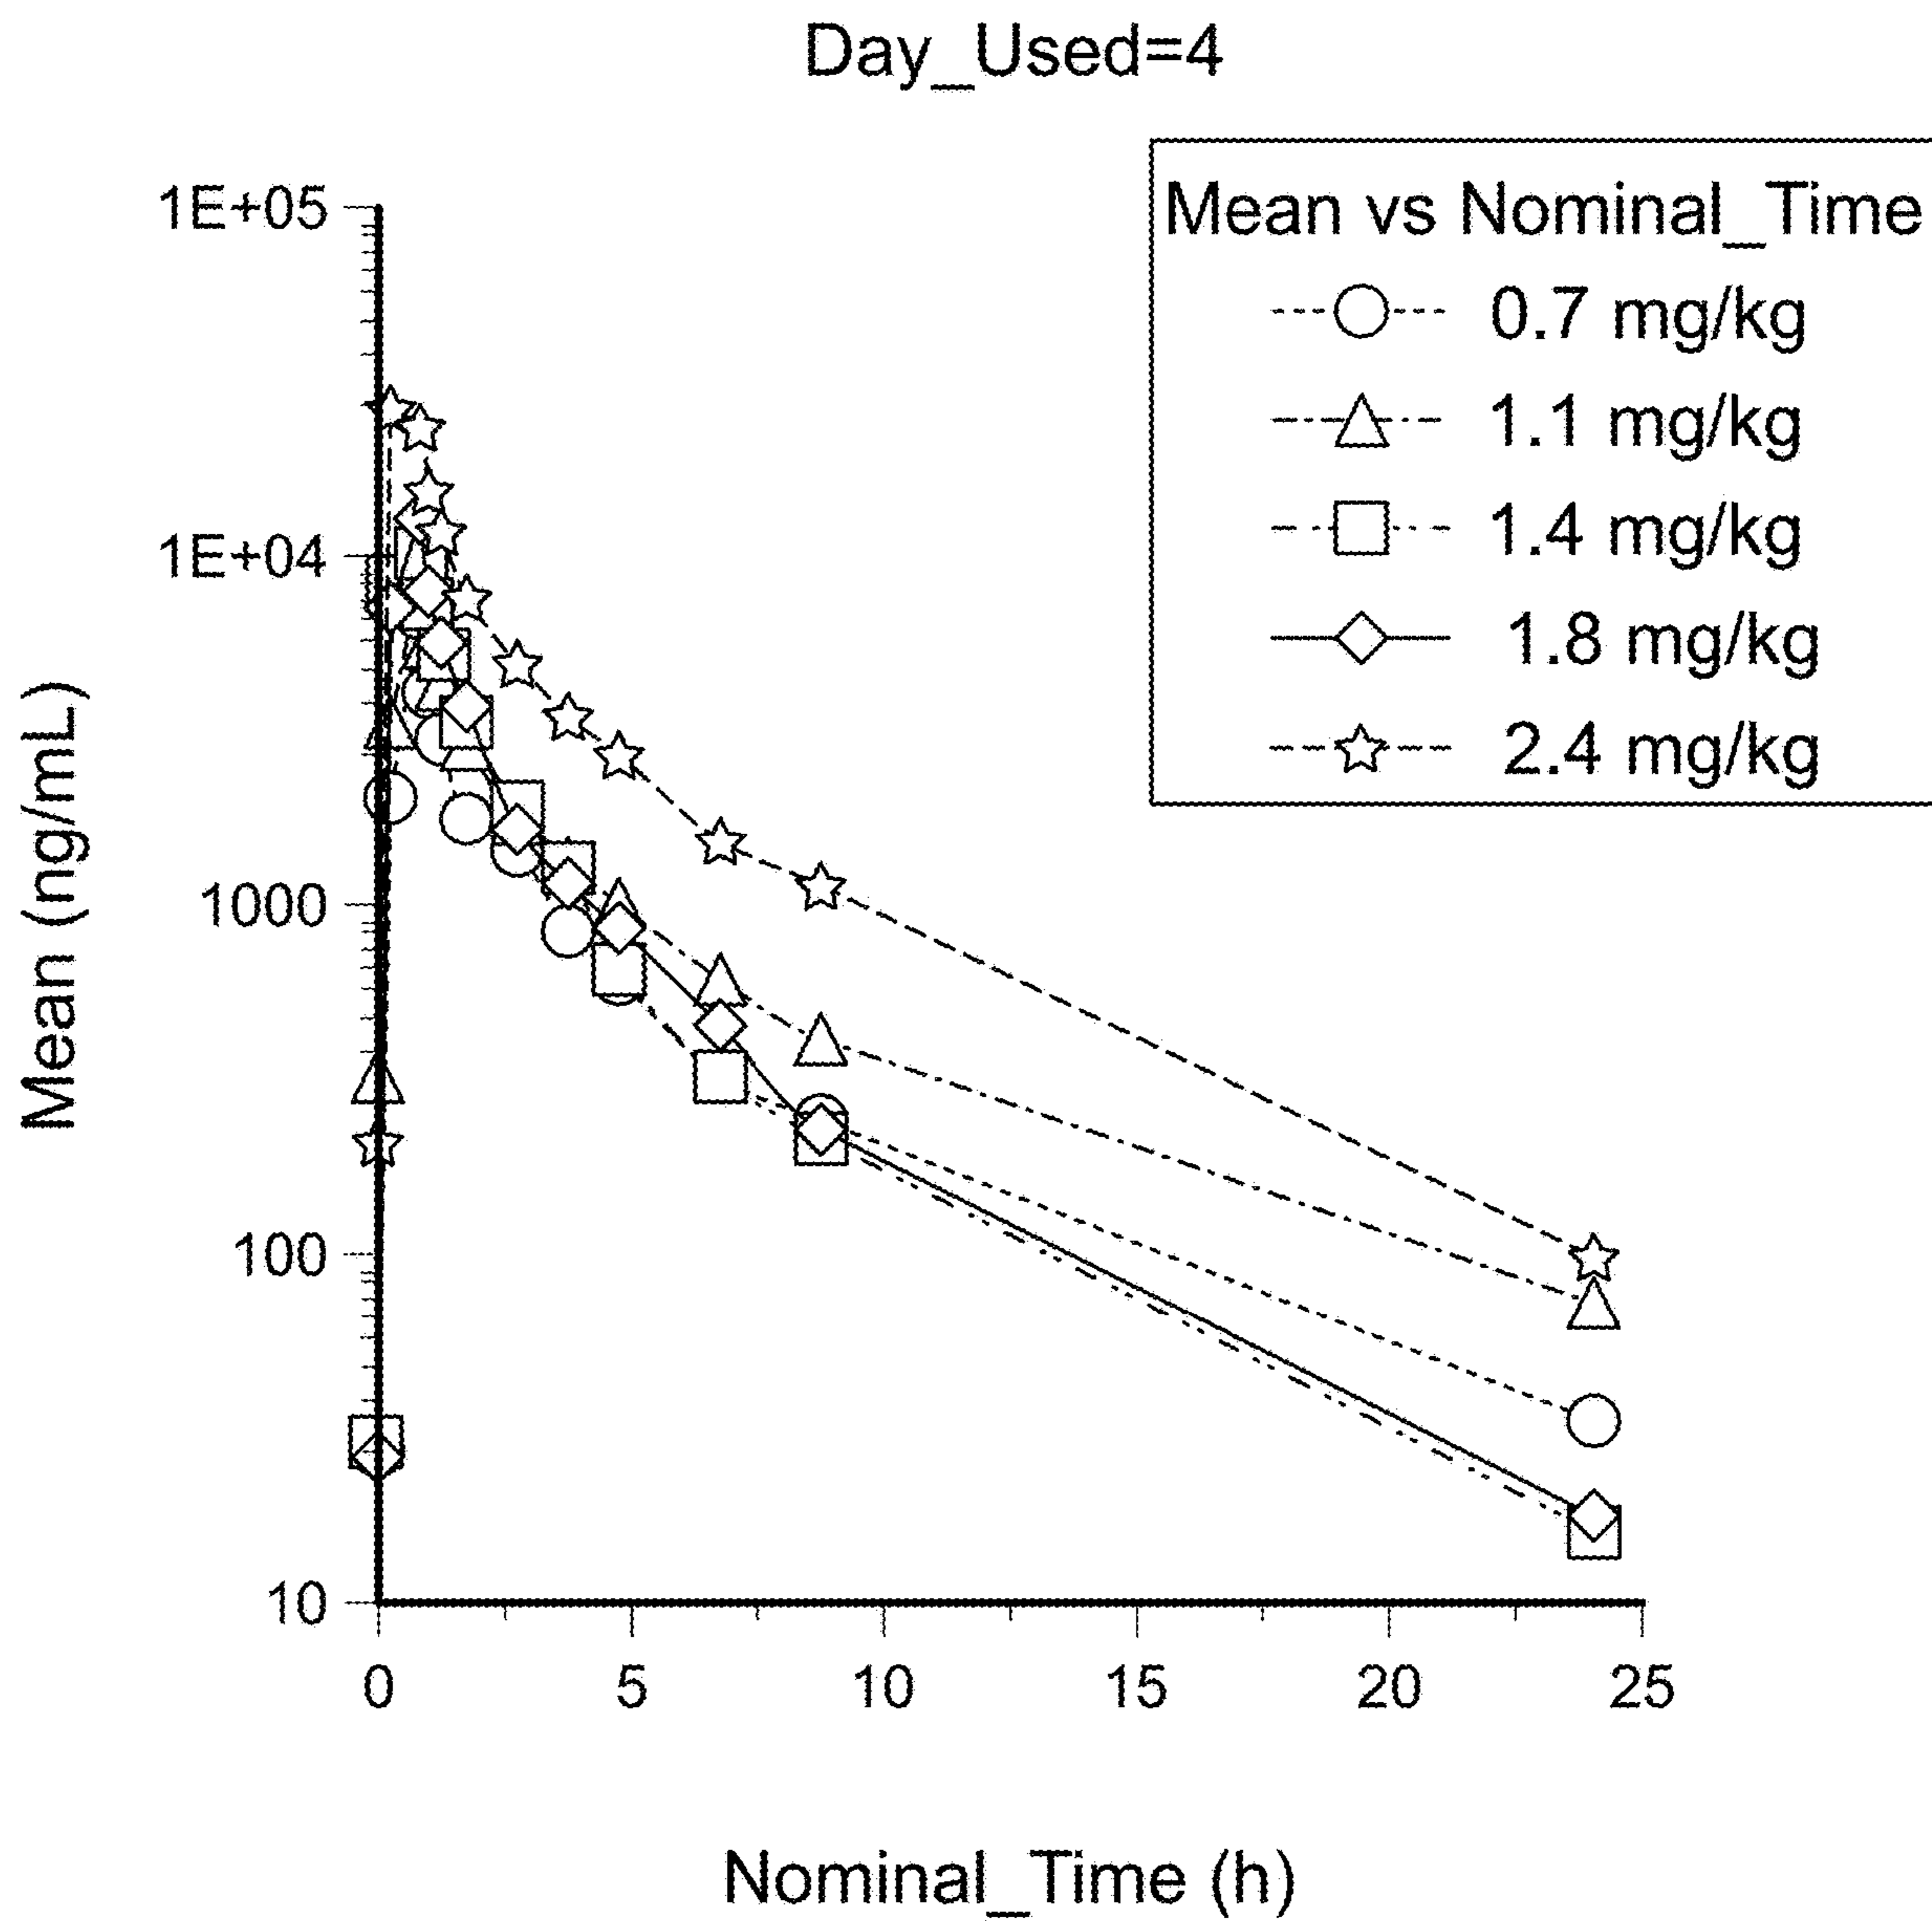 Day_Used=4
Mean vs Nominal_Time
0.7 mg/kg
1.1 mg/kg
1.4 mg/kg
1.8 mg/kg
2.4 mg/kg
Mean (ng/mL)
1E+05
1E+04
1000
100
10
0 5 10 15 20 25
Nominal_Time (h)